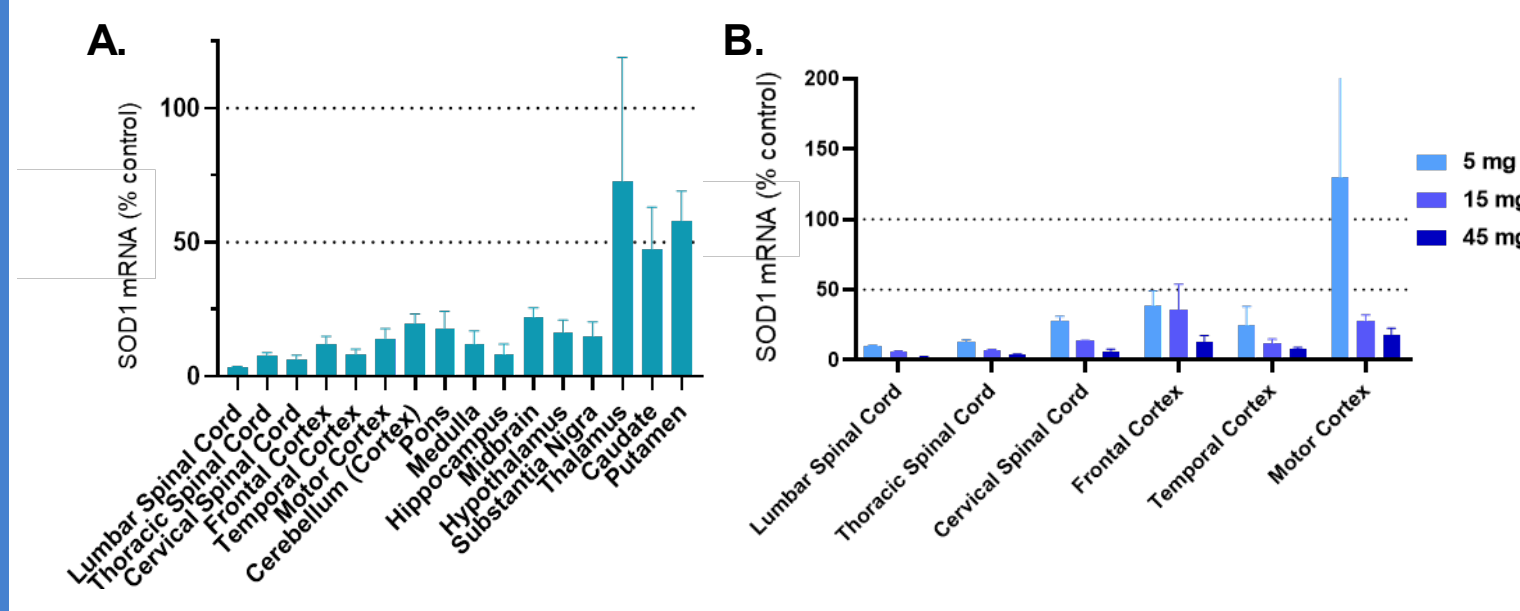 A.
SOD1 mRNA (% control)
100
50
0
Lumbar Spinal Cord
Thoracic Spinal Cord
Cervical Spinal Cord
Frontal Cortex
Temporal Cortex
Motor Cortex
Cerebellum (Cortex)
Pons
Medulla
Hippocampus
Midbrain
Hypothalamus
Substantia Nigra
Thalamus
Caudate
Putamen
B.
SOD1 mRNA (% control)
200
150
100
50
0
Lumbar Spinal Cord
Thoracic Spinal Cord
Cervical Spinal Cord
Frontal Cortex
Temporal Cortex
Motor Cortex
5 mg
15 mg
45 mg